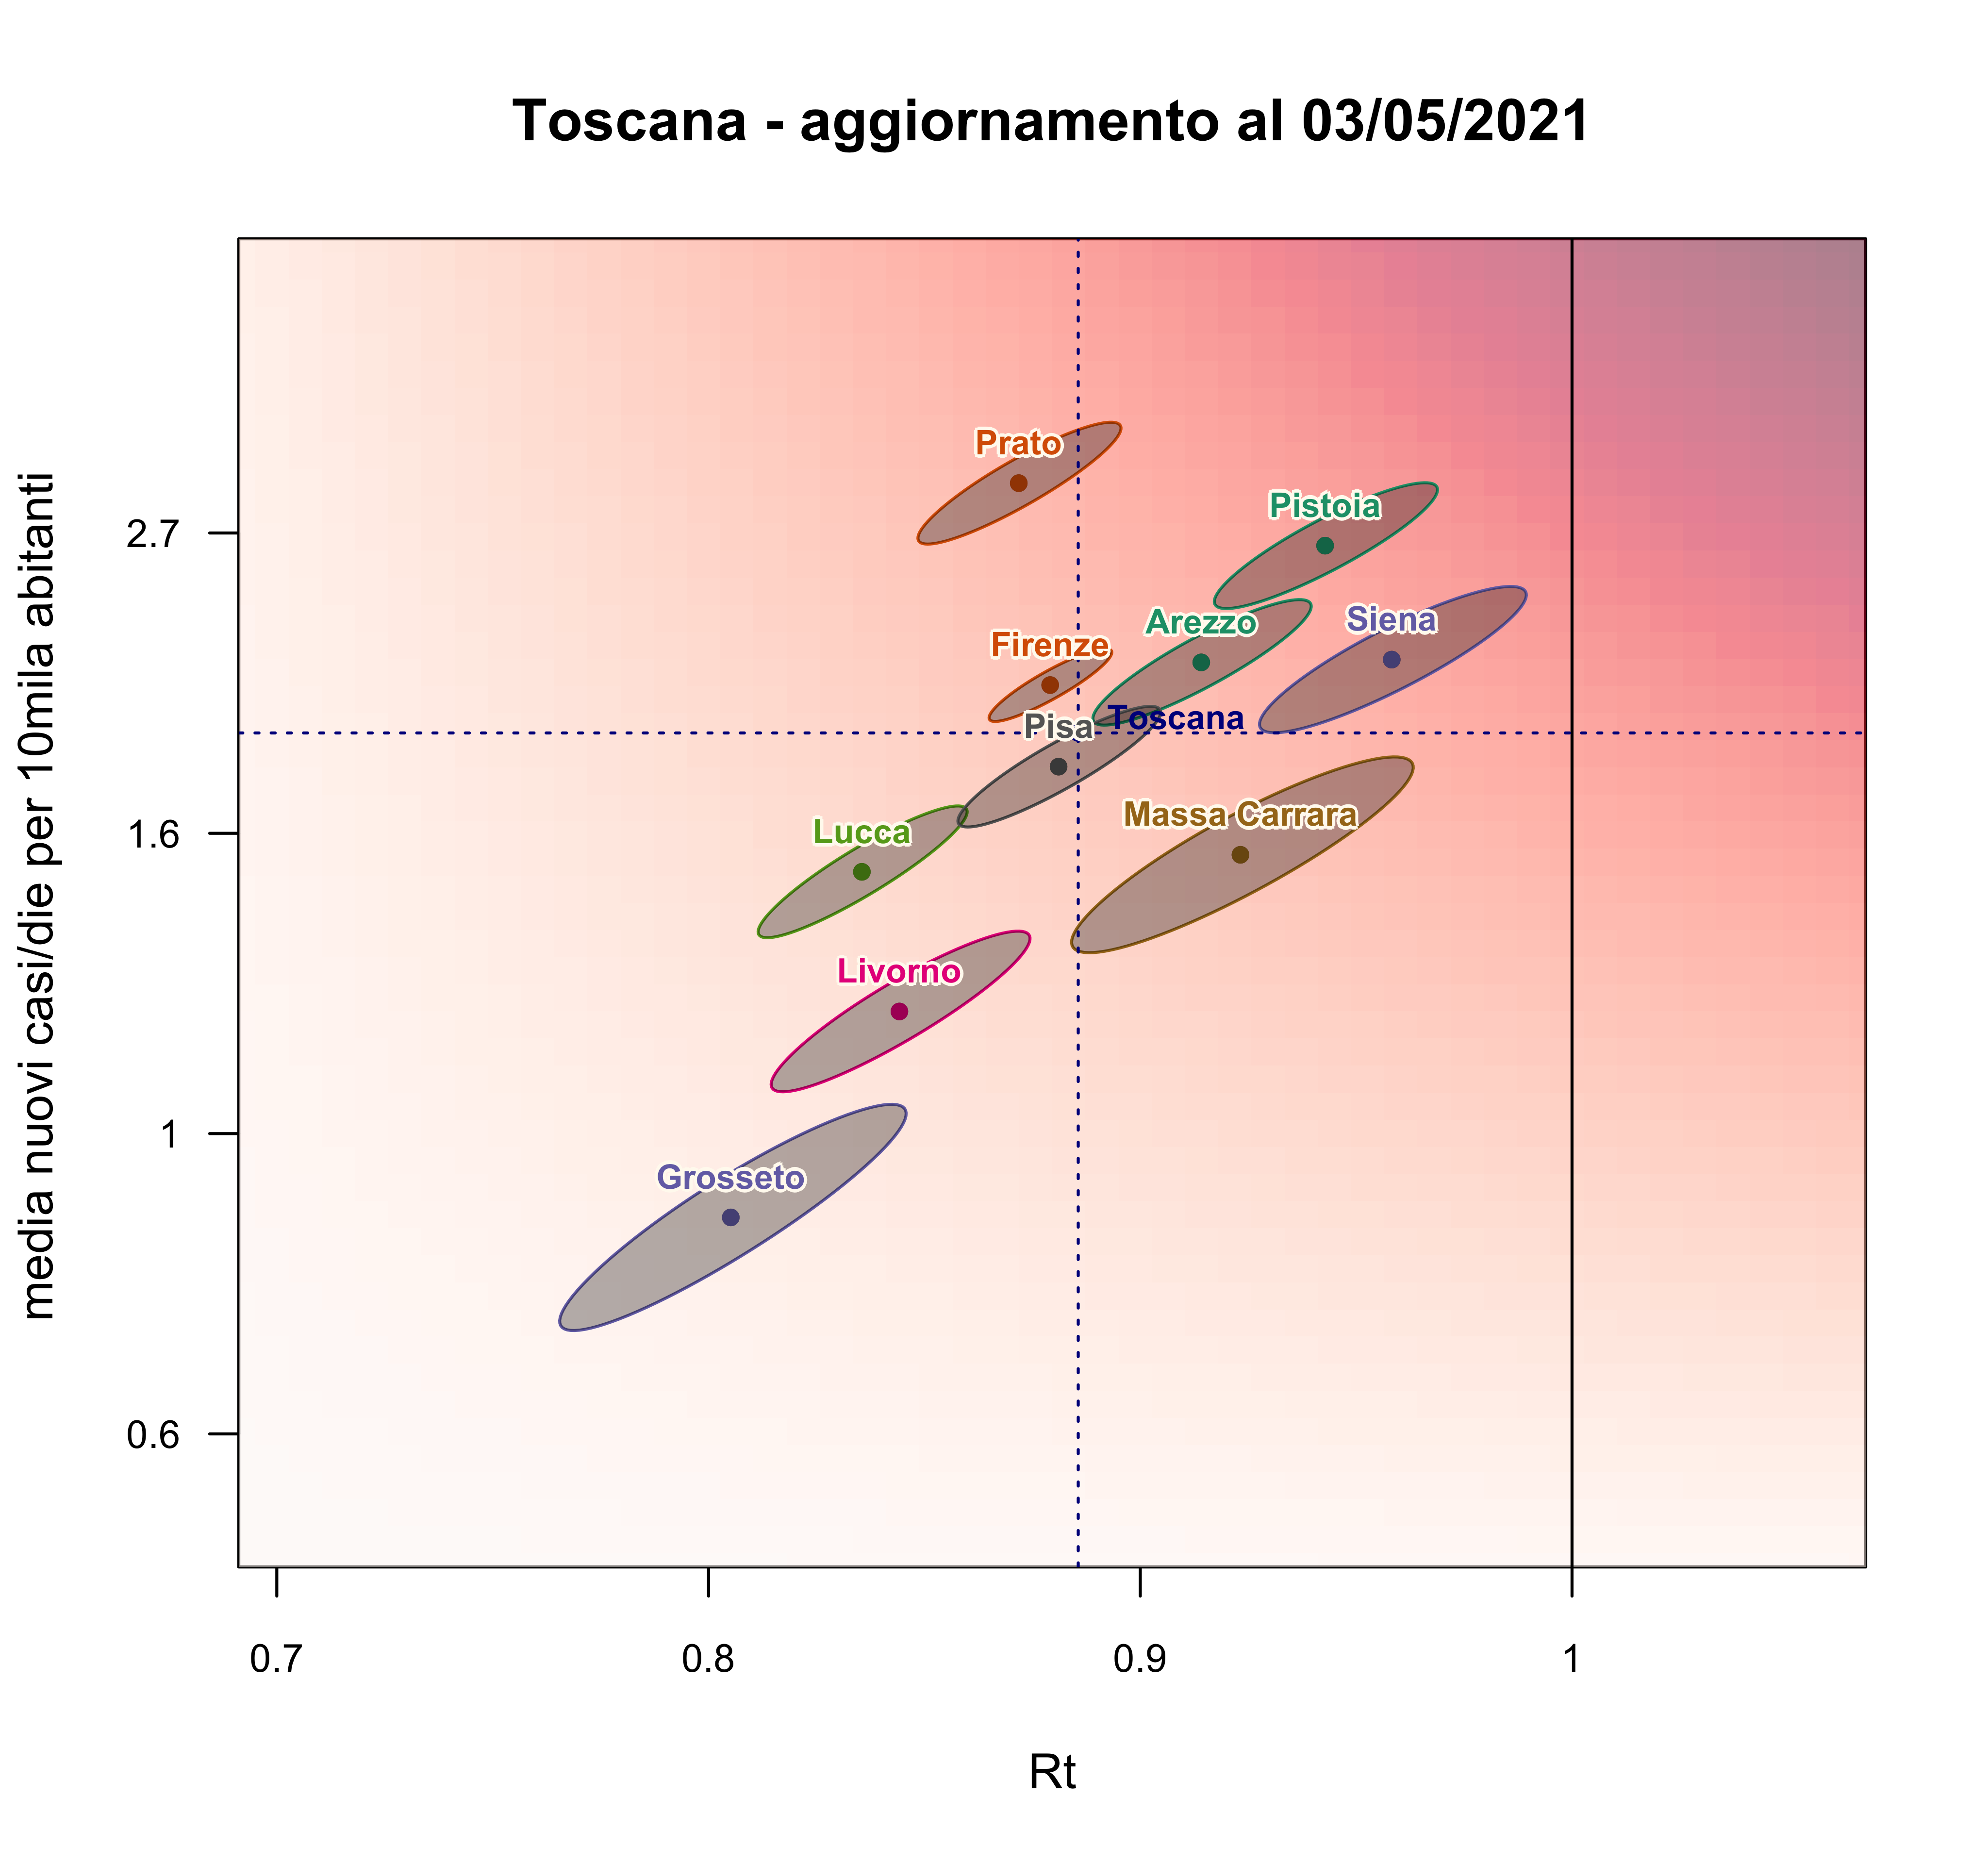 Toscana - aggiornamento al 03/05/2021
media nuovi casi/die per 10mila abitanti
2.7
1.6
1
0.6
Prato
Pistoia
Siena
Arezzo
Firenze
Toscana
Pisa
Massa Carrara
Lucca
Livorno
Grosseto
0.7
0.8
0.9
1
Rt